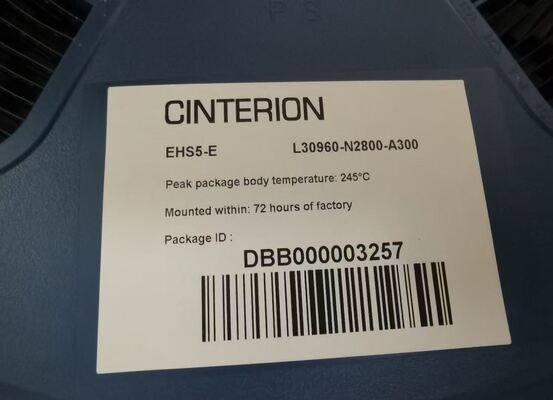 PS
CINTERION
EHS5-E L30960-N2800-A300
Peak package body temperature: 245°C
Mounted within: 72 hours of factory
Package ID :
DBB000003257